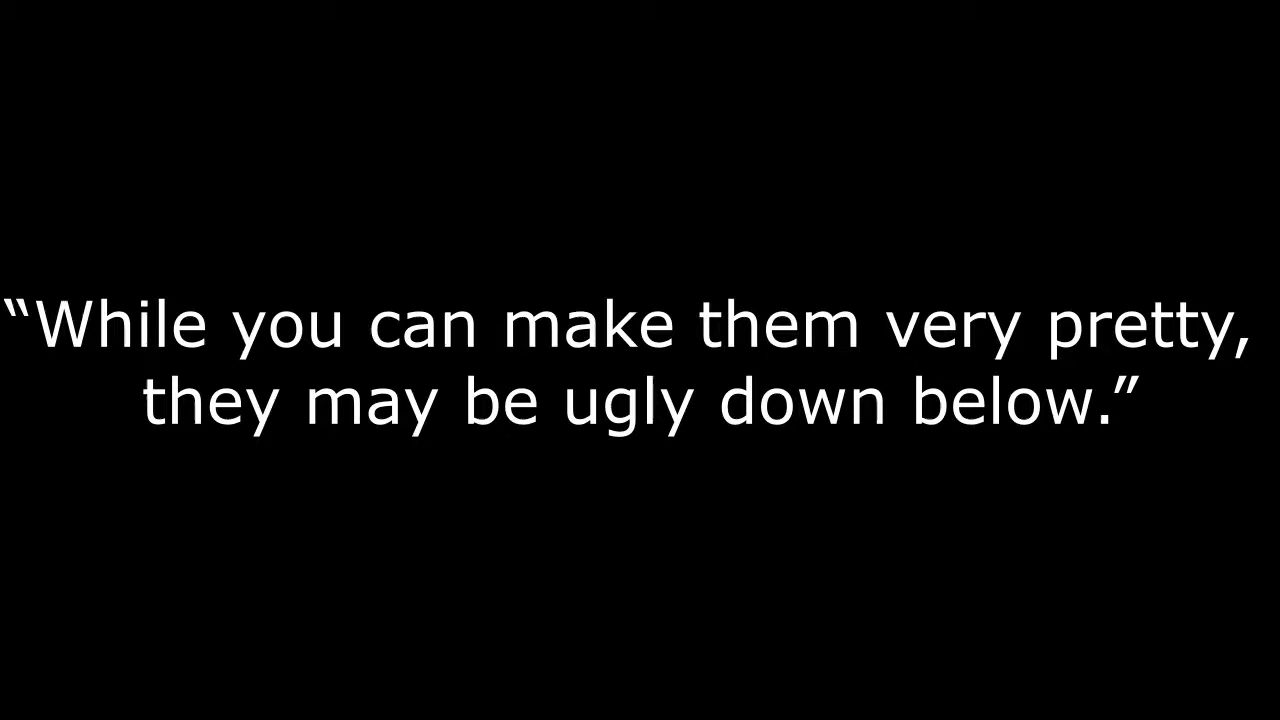 “While you can make them very pretty,
they may be ugly down below.”